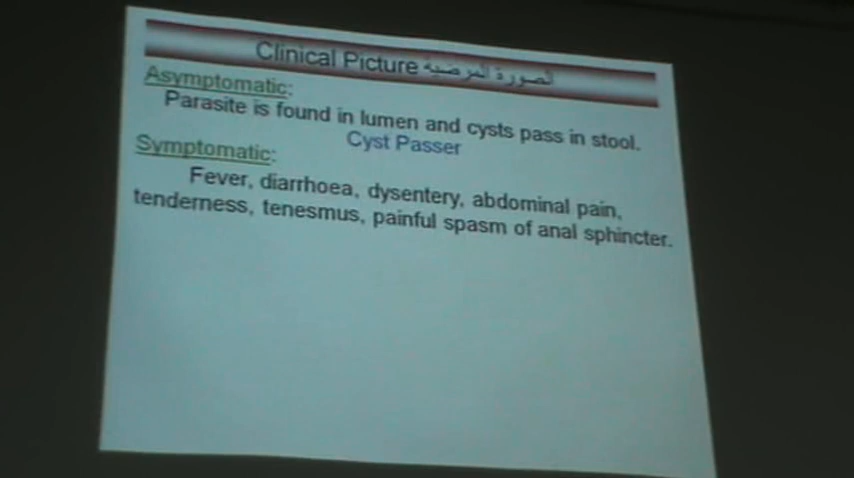 Clinical Picture الصورة المرضية
Asymptomatic:
Parasite is found in lumen and cysts pass in stool.
Cyst Passer
Symptomatic:
Fever, diarrhoea, dysentery, abdominal pain,
tenderness, tenesmus, painful spasm of anal sphincter.